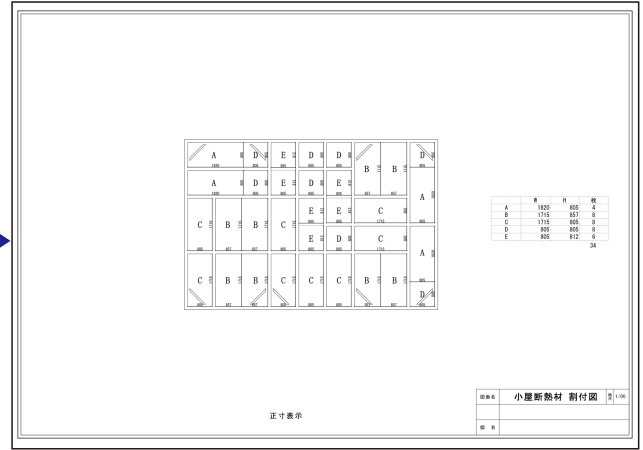 A D E D D B B D
1820 805 805 805 805 857 857 805
A D E D E A
1820 805 805 805 805
C B B C E E C
805 857 857 805 805 805 1715
E D C A
805 805 1715 805
C B B C C C B B D
805 857 857 805 805 805 857 857 805
W H 枚
A 1820 805 4
B 1715 857 8
C 1715 805 8
D 805 805 8
E 805 612 6
34
図面名 小屋断熱材 割付図 1/00
部 名
正寸表示